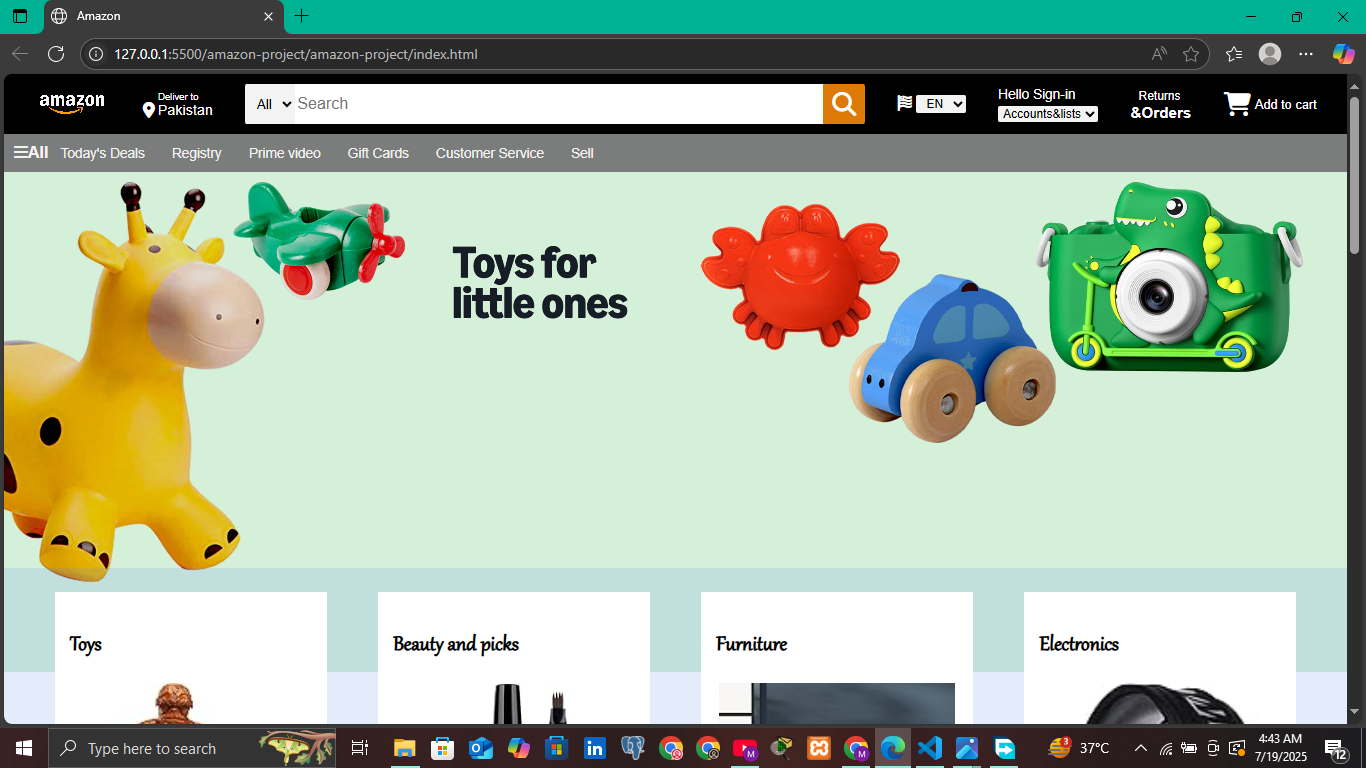 Amazon
127.0.0.1:5500/amazon-project/amazon-project/index.html
amazon
Deliver to
Pakistan
All
Search
EN
Hello Sign-in
Accounts&lists
Returns
&Orders
Add to cart
All
Today's Deals
Registry
Prime video
Gift Cards
Customer Service
Sell
Toys for
little ones
Toys
Beauty and picks
Furniture
Electronics
Type here to search
3
37°C
4:43 AM
7/19/2025
12